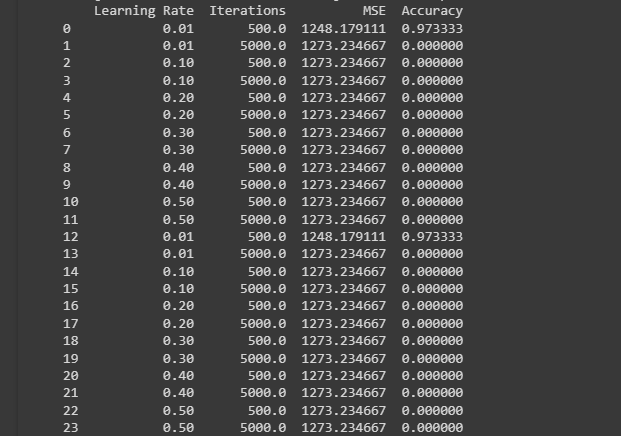 Learning Rate Iterations MSE Accuracy
0 0.01 500.0 1248.179111 0.973333
1 0.01 5000.0 1273.234667 0.000000
2 0.10 500.0 1273.234667 0.000000
3 0.10 5000.0 1273.234667 0.000000
4 0.20 500.0 1273.234667 0.000000
5 0.20 5000.0 1273.234667 0.000000
6 0.30 500.0 1273.234667 0.000000
7 0.30 5000.0 1273.234667 0.000000
8 0.40 500.0 1273.234667 0.000000
9 0.40 5000.0 1273.234667 0.000000
10 0.50 500.0 1273.234667 0.000000
11 0.50 5000.0 1273.234667 0.000000
12 0.01 500.0 1248.179111 0.973333
13 0.01 5000.0 1273.234667 0.000000
14 0.10 500.0 1273.234667 0.000000
15 0.10 5000.0 1273.234667 0.000000
16 0.20 500.0 1273.234667 0.000000
17 0.20 5000.0 1273.234667 0.000000
18 0.30 500.0 1273.234667 0.000000
19 0.30 5000.0 1273.234667 0.000000
20 0.40 500.0 1273.234667 0.000000
21 0.40 5000.0 1273.234667 0.000000
22 0.50 500.0 1273.234667 0.000000
23 0.50 5000.0 1273.234667 0.000000